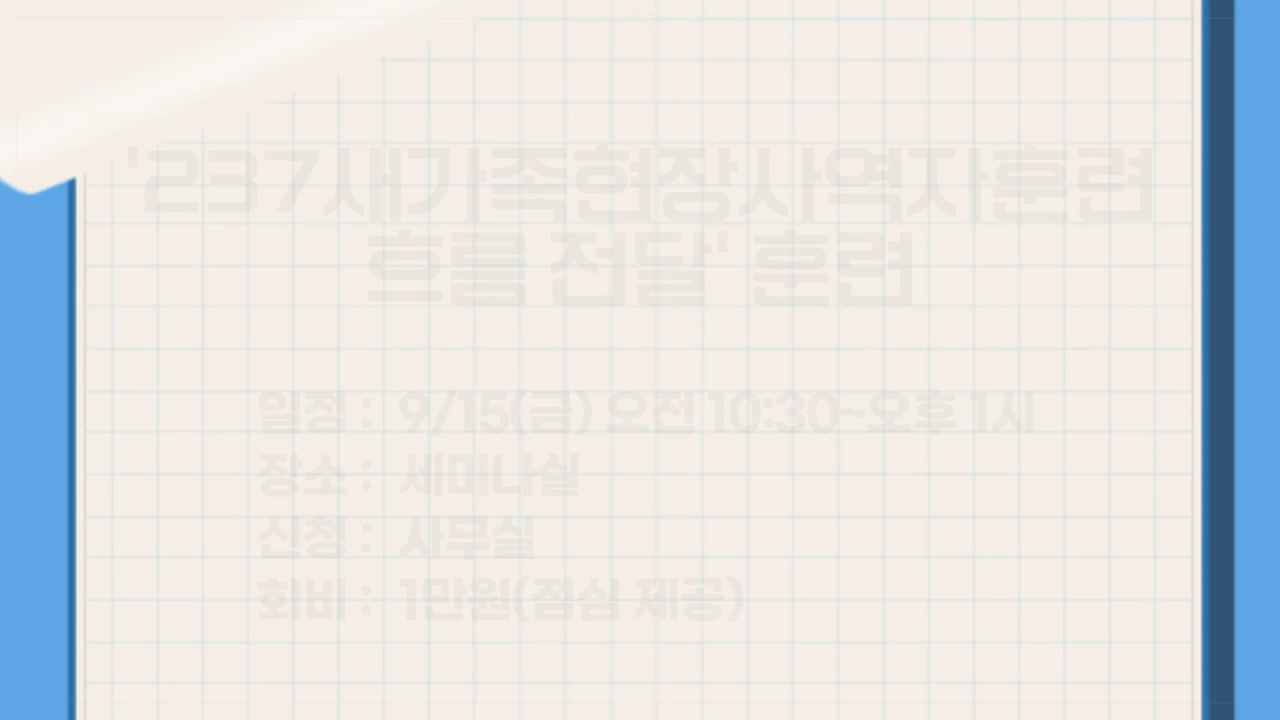 '237새가족현장사역자훈련
흐름 전달' 훈련
일정 : 9/15(금) 오전 10:30~오후 1시
장소 : 세미나실
신청 : 사무실
회비 : 1만원(점심 제공)